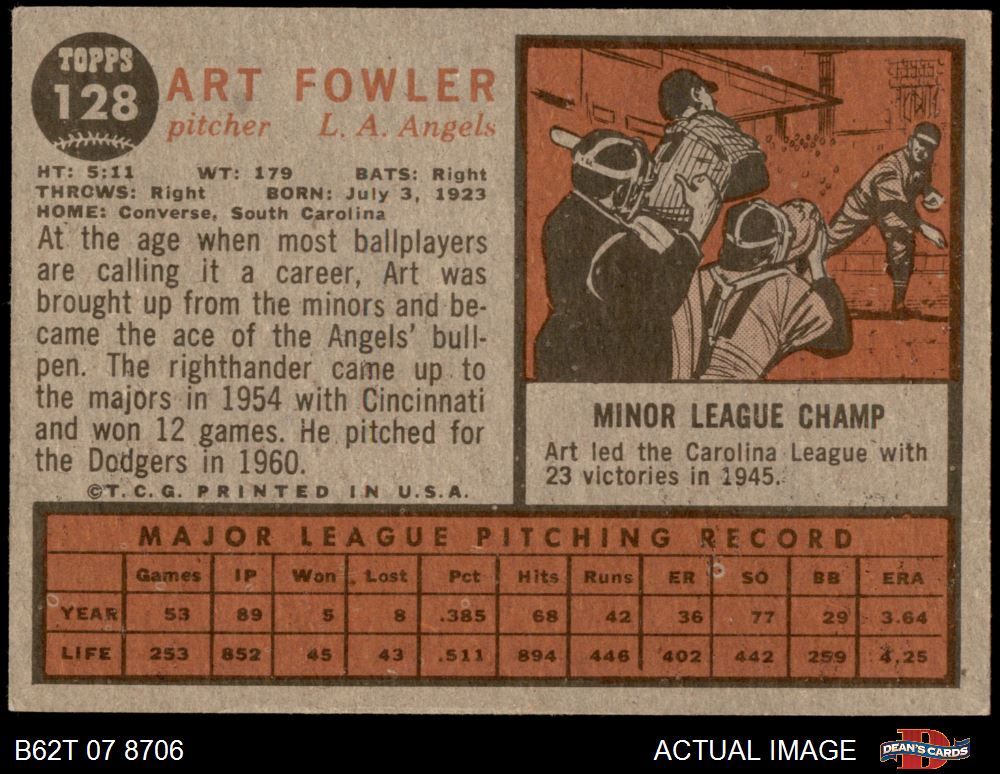 TOPPS
128
ART FOWLER
pitcher L. A. Angels
HT: 5:11 WT: 179 BATS: Right
THROWS: Right BORN: July 3, 1923
HOME: Converse, South Carolina
At the age when most ballplayers
are calling it a career, Art was
brought up from the minors and be-
came the ace of the Angels' bull-
pen. The righthander came up to
the majors in 1954 with Cincinnati
and won 12 games. He pitched for
the Dodgers in 1960.
©T.C.G. PRINTED IN U.S.A.
MINOR LEAGUE CHAMP
Art led the Carolina League with
23 victories in 1945.
MAJOR LEAGUE PITCHING RECORD
Games IP Won Lost Pct Hits Runs ER SO BB ERA
YEAR 53 89 5 8 .385 68 42 36 77 29 3.64
LIFE 253 852 45 43 .511 894 446 402 442 259 4.25
B62T 07 8706 ACTUAL IMAGE DEAN'S CARDS